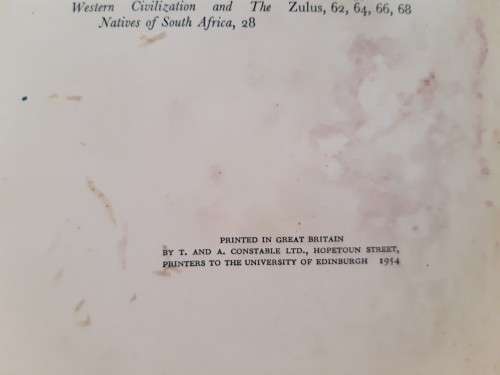 Western Civilization and The
Natives of South Africa, 28
Zulus, 62, 64, 66, 68
PRINTED IN GREAT BRITAIN
BY T. AND A. CONSTABLE LTD., HOPETOUN STREET,
PRINTERS TO THE UNIVERSITY OF EDINBURGH 1954